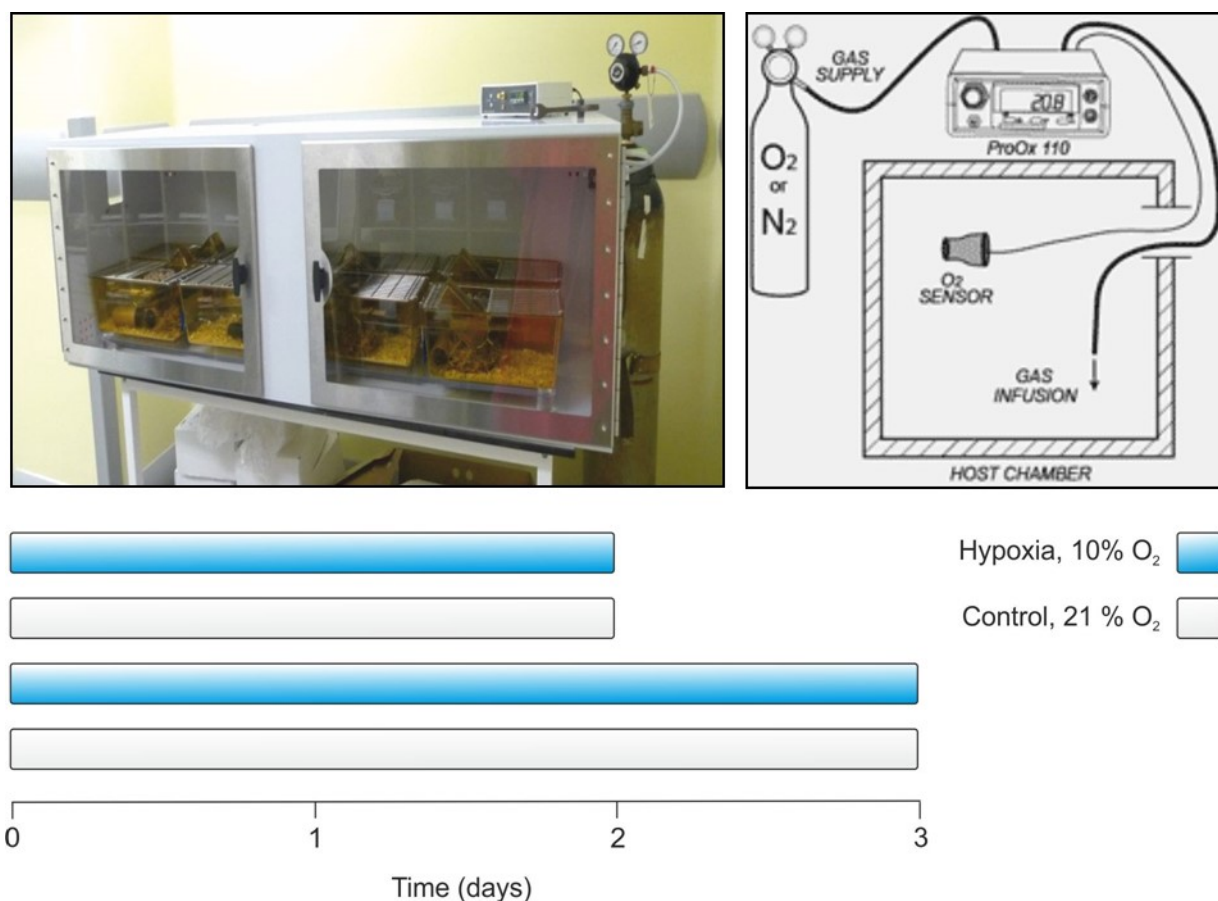 GAS
SUPPLY
O₂
or
N₂
20.8
ProOx 110
O₂
SENSOR
GAS
INFUSION
HOST CHAMBER
Hypoxia, 10% O₂
Control, 21 % O₂
0 1 2 3
Time (days)